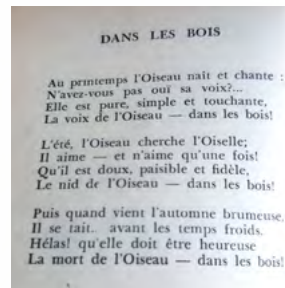 DANS LES BOIS
Au printemps l'Oiseau naît et chante :
N'avez-vous pas ouï sa voix?...
Elle est pure, simple et touchante,
La voix de l'Oiseau — dans les bois!
L'été, l'Oiseau cherche l'Oiselle;
Il aime — et n'aime qu'une fois!
Qu'il est doux, paisible et fidèle,
Le nid de l'Oiseau — dans les bois!
Puis quand vient l'automne brumeuse,
Il se tait.. avant les temps froids.
Hélas! qu'elle doit être heureuse
La mort de l'Oiseau — dans les bois!